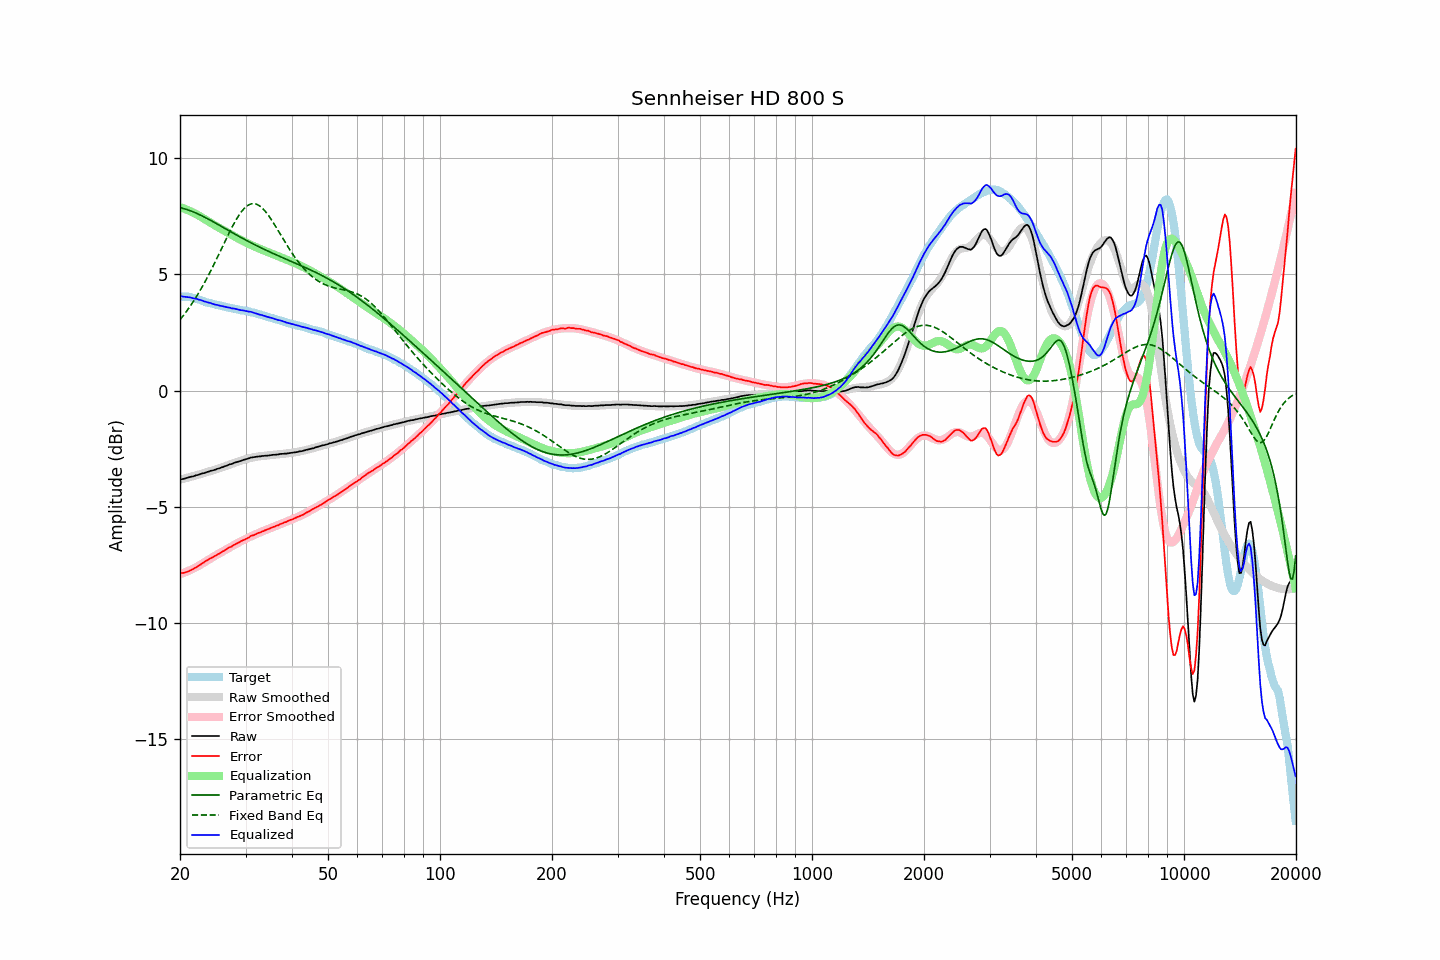 Sennheiser HD 800 S
10
5
0
−5
−10
−15
Amplitude (dBr)
Target
Raw Smoothed
Error Smoothed
Raw
Error
Equalization
Parametric Eq
Fixed Band Eq
Equalized
20 50 100 200 500 1000 2000 5000 10000 20000
Frequency (Hz)